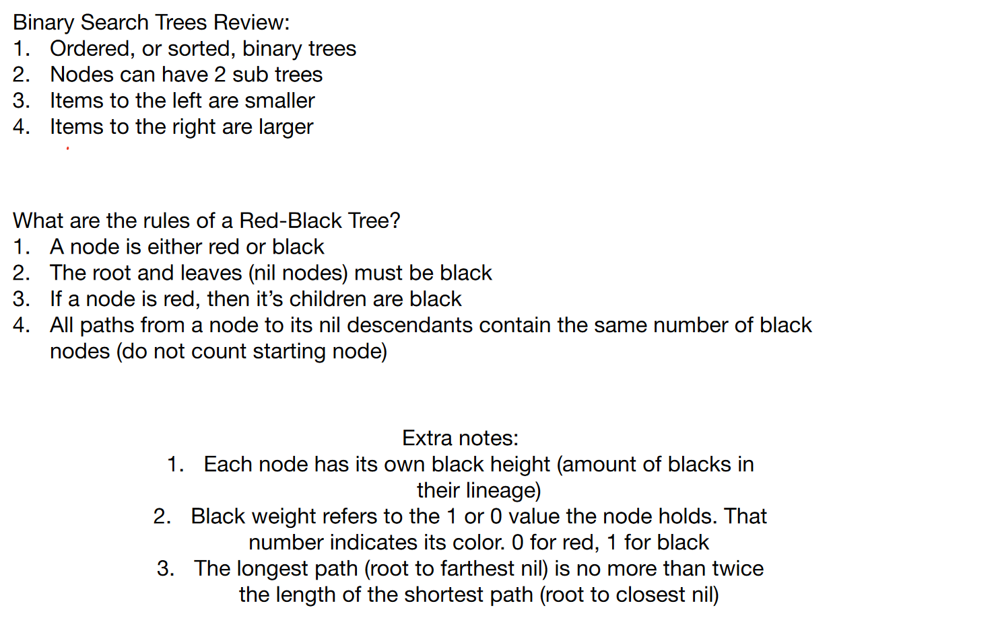 Binary Search Trees Review:
1. Ordered, or sorted, binary trees
2. Nodes can have 2 sub trees
3. Items to the left are smaller
4. Items to the right are larger
What are the rules of a Red-Black Tree?
1. A node is either red or black
2. The root and leaves (nil nodes) must be black
3. If a node is red, then it’s children are black
4. All paths from a node to its nil descendants contain the same number of black
nodes (do not count starting node)
Extra notes:
1. Each node has its own black height (amount of blacks in
their lineage)
2. Black weight refers to the 1 or 0 value the node holds. That
number indicates its color. 0 for red, 1 for black
3. The longest path (root to farthest nil) is no more than twice
the length of the shortest path (root to closest nil)